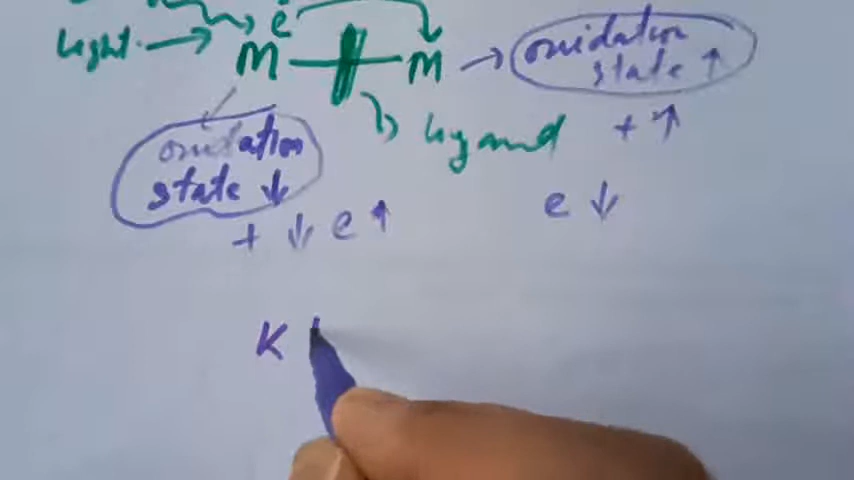 light → M e M → oxidation
state ↑
ligand + ↑
oxidation
state ↓
+ ↓ e ↑ e ↓
K